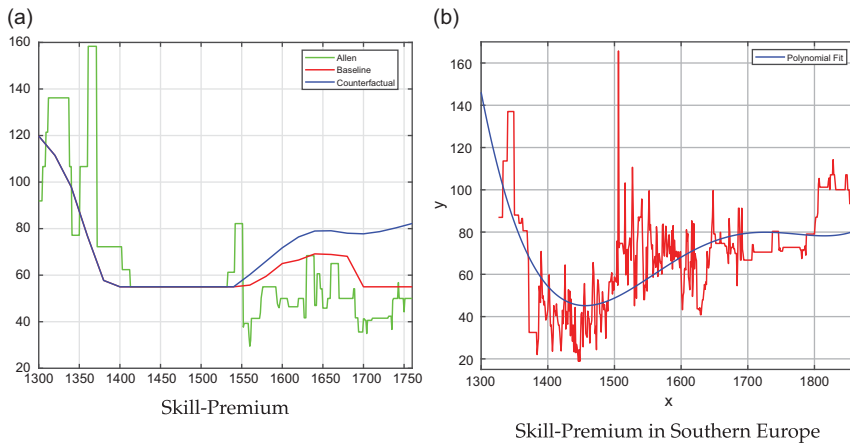 (a)
160
140
120
100
80
60
40
20
1300 1350 1400 1450 1500 1550 1600 1650 1700 1750
Allen
Baseline
Counterfactual
Skill-Premium
(b)
160
140
120
100
80
60
40
20
y
1300 1400 1500 1600 1700 1800
x
Polynomial Fit
Skill-Premium in Southern Europe